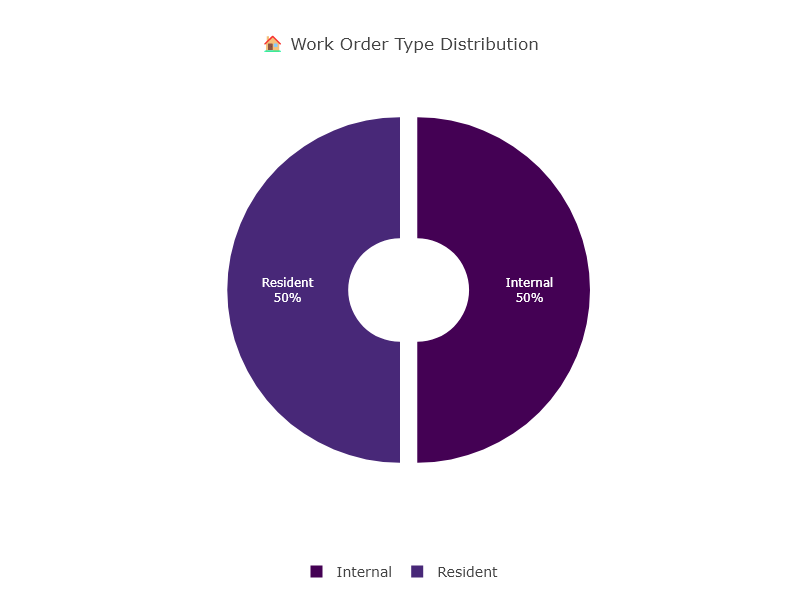 🏠 Work Order Type Distribution
Resident
50%
Internal
50%
Internal
Resident